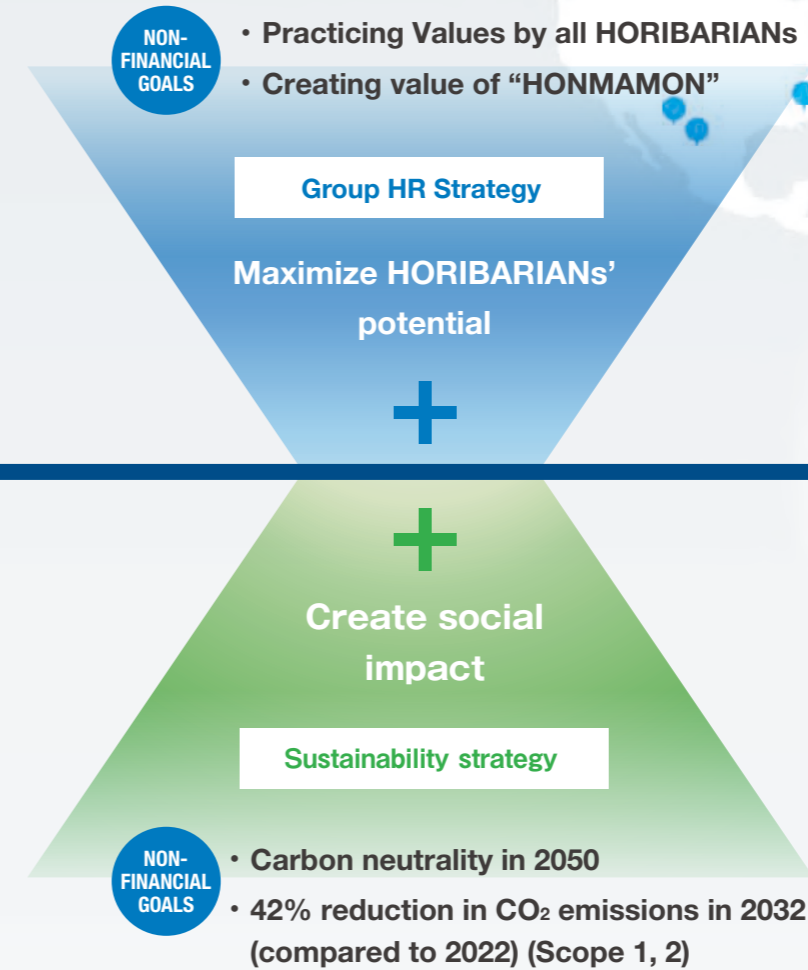 NON-
FINANCIAL
GOALS
・Practicing Values by all HORIBARIANs
・Creating value of “HONMAMON”
Group HR Strategy
Maximize HORIBARIANs’
potential
+
+
Create social
impact
Sustainability strategy
NON-
FINANCIAL
GOALS
・Carbon neutrality in 2050
・42% reduction in CO₂ emissions in 2032
(compared to 2022) (Scope 1, 2)